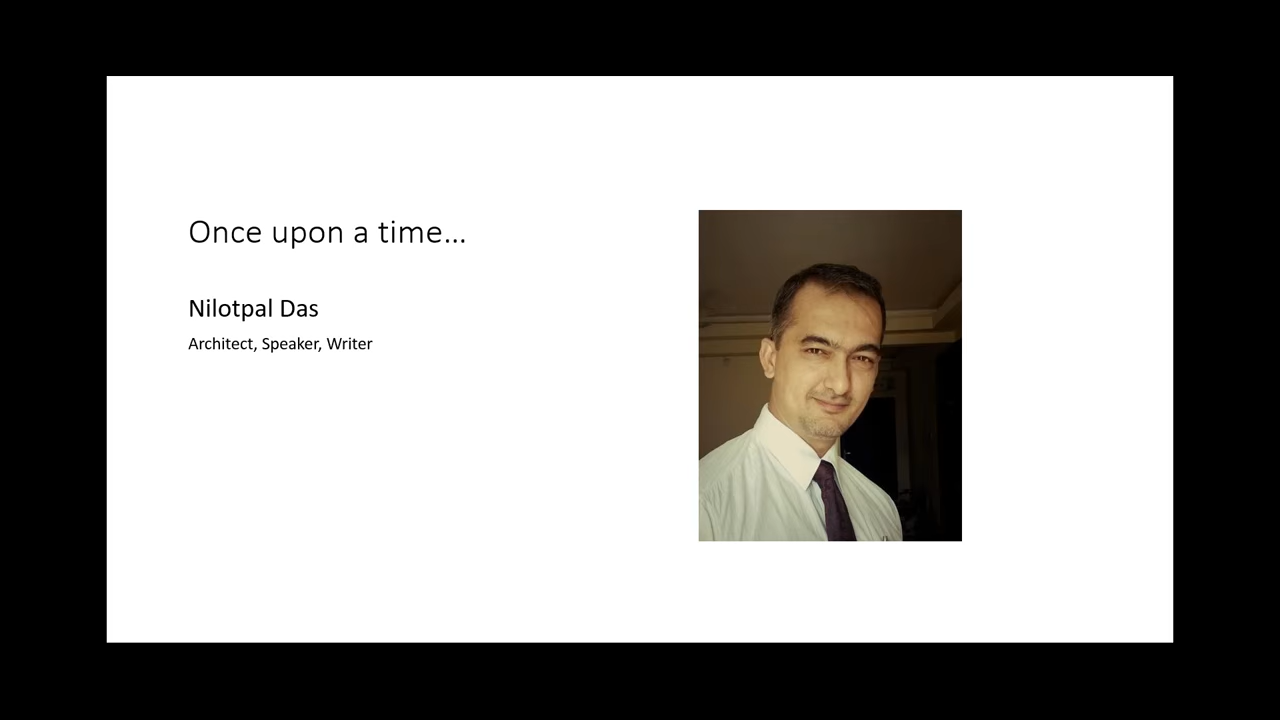 Once upon a time...
Nilotpal Das
Architect, Speaker, Writer